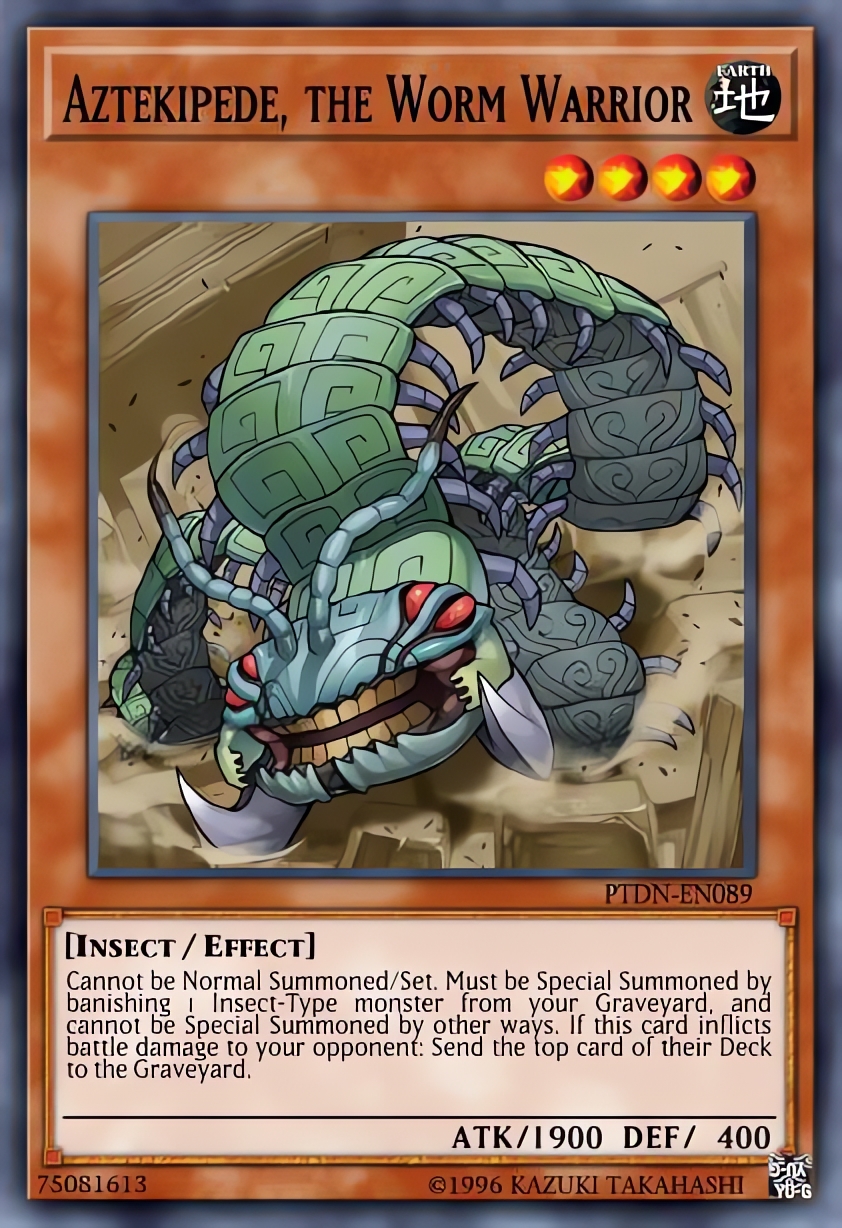 AZTEKIPEDE, THE WORM WARRIOR
EARTH
地
PTDN-EN089
[INSECT / EFFECT]
Cannot be Normal Summoned/Set. Must be Special Summoned by
banishing 1 Insect-Type monster from your Graveyard, and
cannot be Special Summoned by other ways. If this card inflicts
battle damage to your opponent: Send the top card of their Deck
to the Graveyard.
ATK/1900 DEF/ 400
75081613
©1996 KAZUKI TAKAHASHI